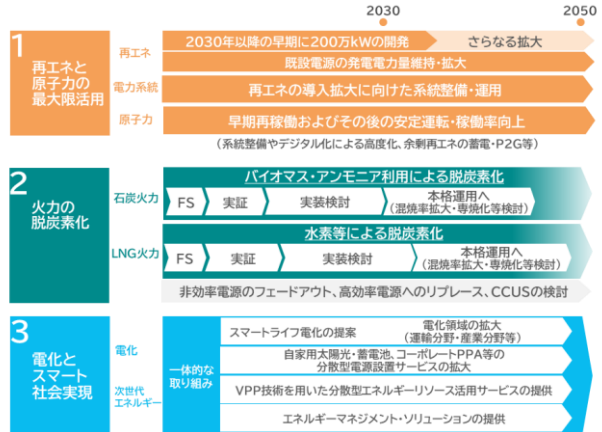 2030
2050
1
再エネと
原子力の
最大限活用
再エネ
2030年以降の早期に200万kWの開発
さらなる拡大
既設電源の発電電力量維持・拡大
電力系統
再エネの導入拡大に向けた系統整備・運用
原子力
早期再稼働およびその後の安定運転・稼働率向上
(系統整備やデジタル化による高度化、余剰再エネの蓄電・P2G等)
2
火力の
脱炭素化
石炭火力
バイオマス・アンモニア利用による脱炭素化
FS
実証
実装検討
本格運用へ
(混焼率拡大・専焼化等検討)
LNG火力
水素等による脱炭素化
FS
実証
実装検討
本格運用へ
(混焼率拡大・専焼化等検討)
非効率電源のフェードアウト、高効率電源へのリプレース、CCUSの検討
3
電化と
スマート
社会実現
電化
次世代
エネルギー
一体的な
取り組み
スマートライフ電化の提案
電化領域の拡大
(運輸分野・産業分野等)
自家用太陽光・蓄電池、コーポレートPPA等の
分散型電源設置サービスの拡大
VPP技術を用いた分散型エネルギーリソース活用サービスの提供
エネルギーマネジメント・ソリューションの提供